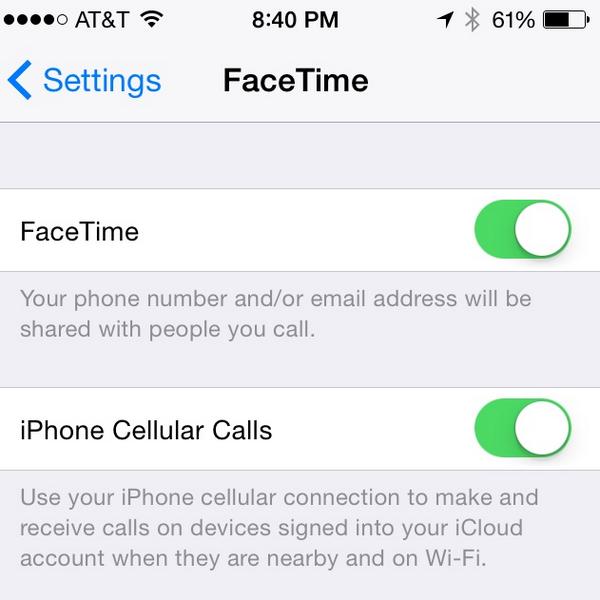 AT&T 8:40 PM 61%
Settings FaceTime
FaceTime
Your phone number and/or email address will be
shared with people you call.
iPhone Cellular Calls
Use your iPhone cellular connection to make and
receive calls on devices signed into your iCloud
account when they are nearby and on Wi-Fi.